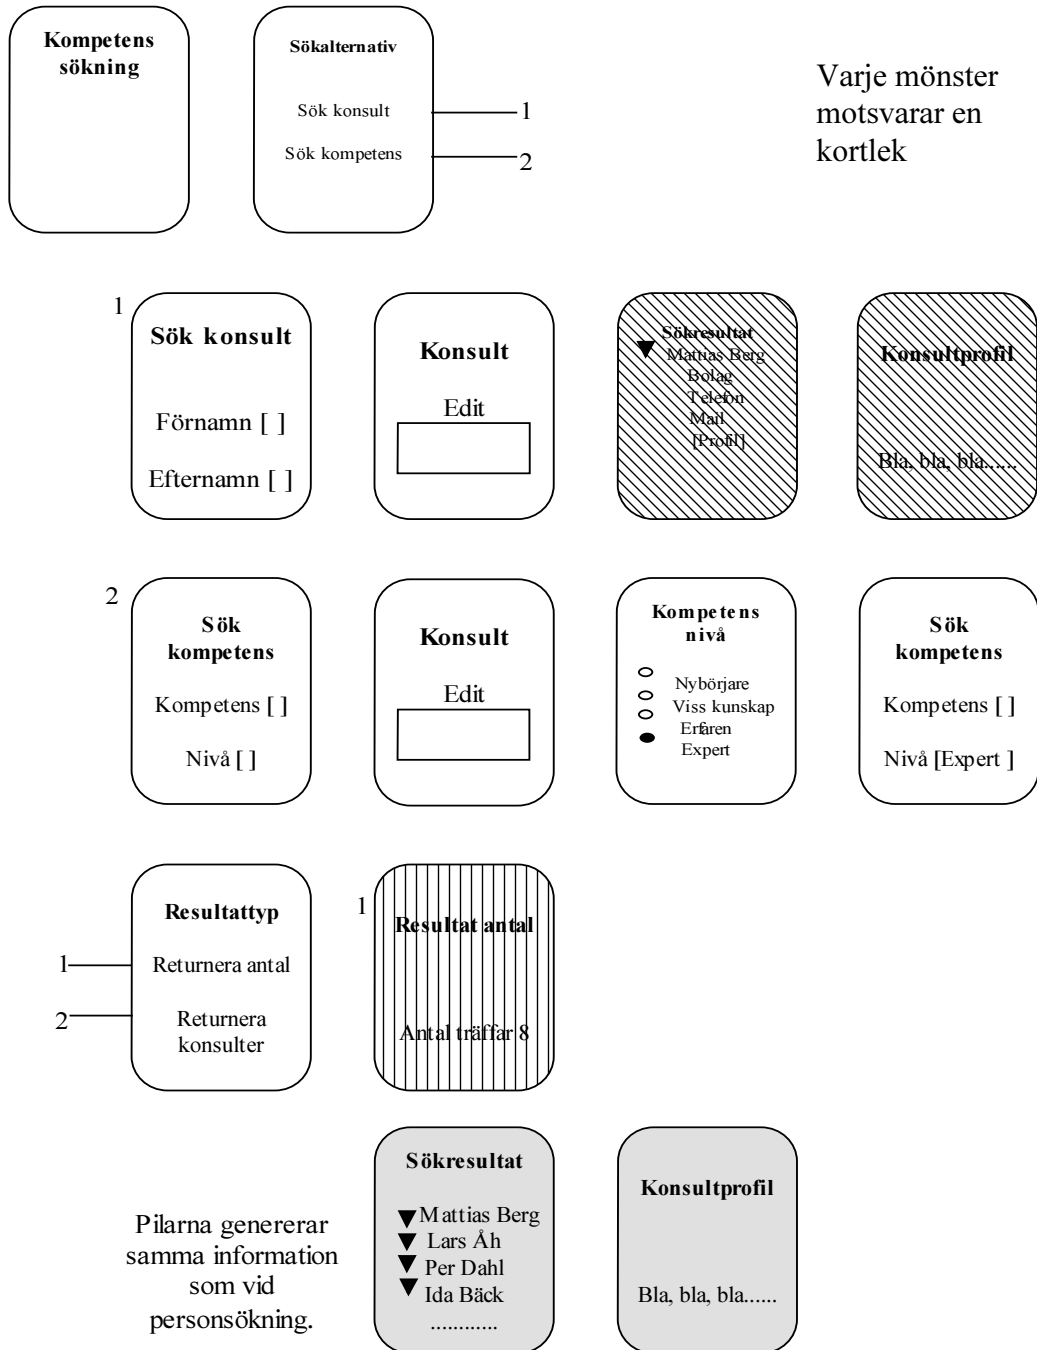 Kompetens
sökning
Sökalternativ
Sök konsult
1
Sök kompetens
2
Varje mönster
motsvarar en
kortlek
1
Sök konsult
Förnamn [ ]
Efternamn [ ]
Konsult
Edit
Sökresultat
Mattias Berg
Bolag
Telefon
Mail
[Profil]
Konsultprofil
Bla, bla, bla......
2
Sök
kompetens
Kompetens [ ]
Nivå [ ]
Konsult
Edit
Kompetens
nivå
Nybörjare
Viss kunskap
Erfaren
Expert
Sök
kompetens
Kompetens [ ]
Nivå [Expert ]
Resultattyp
1
Returnera antal
2
Returnera
konsulter
1
Resultat antal
Antal träffar 8
Pilarna genererar
samma information
som vid
personsökning.
Sökresultat
Mattias Berg
Lars Åh
Per Dahl
Ida Bäck
............
Konsultprofil
Bla, bla, bla......